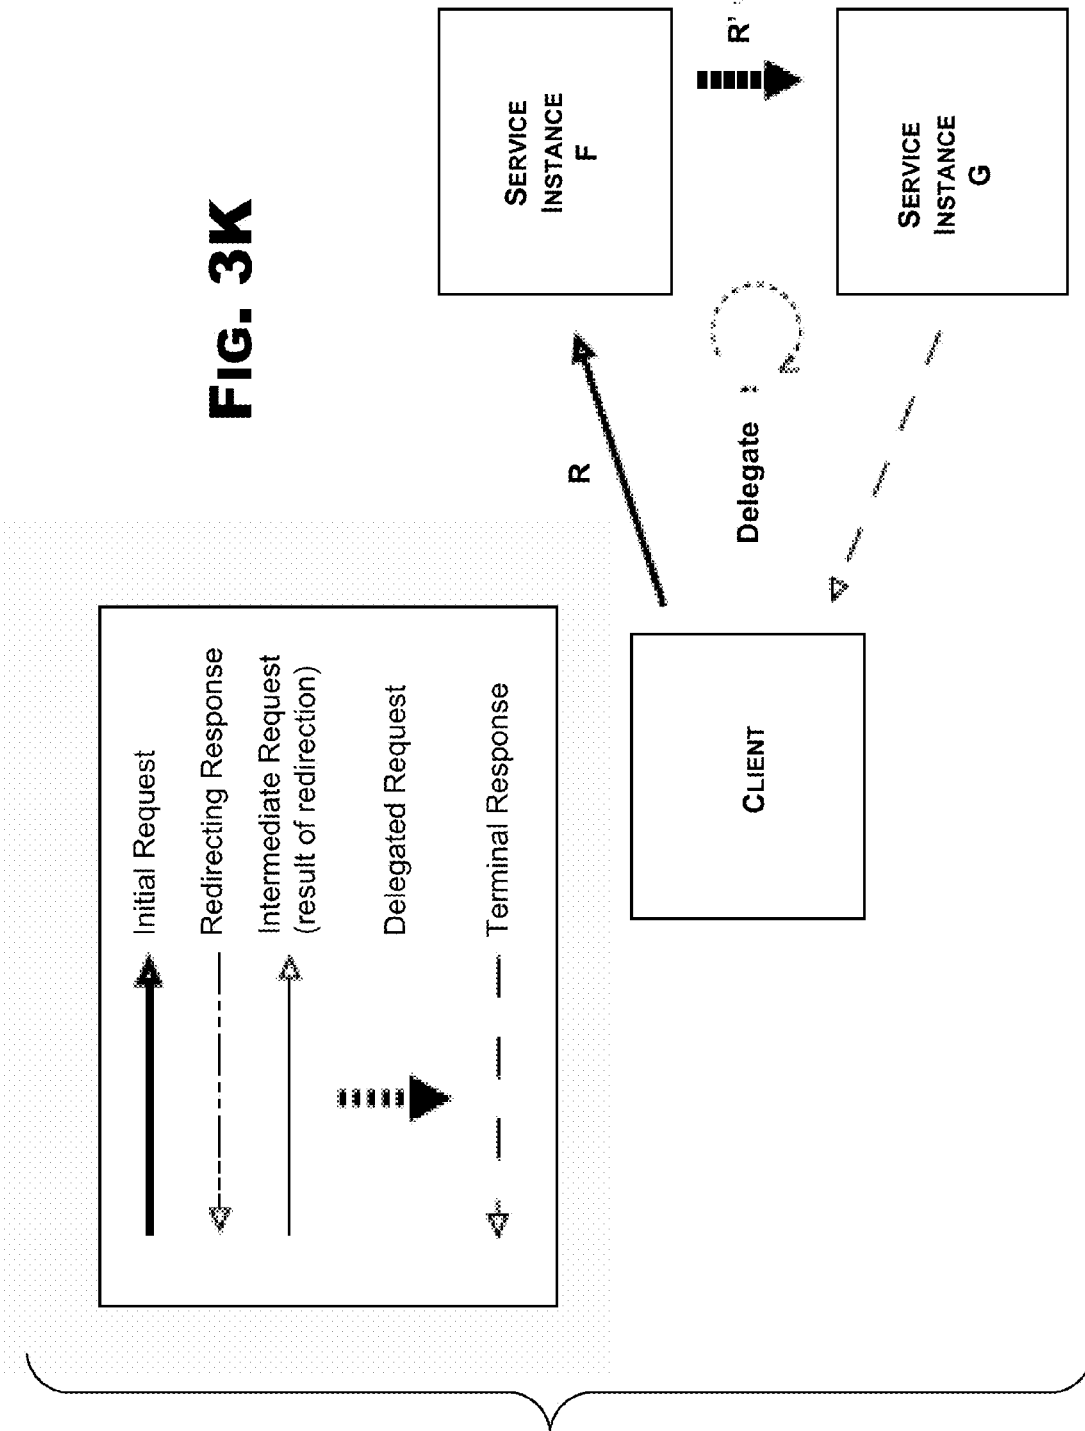 FIG. 3K
Initial Request
Redirecting Response
Intermediate Request
(result of redirection)
Delegated Request
Terminal Response
CLIENT
R
Delegate
SERVICE
INSTANCE
F
R'
SERVICE
INSTANCE
G